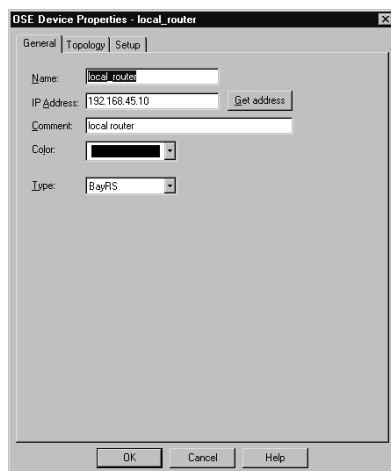 OSE Device Properties - local_router
General Topology Setup
Name: local_router
IP Address: 192.168.45.10 Get address
Comment: local router
Color:
Type: BayRS
OK Cancel Help